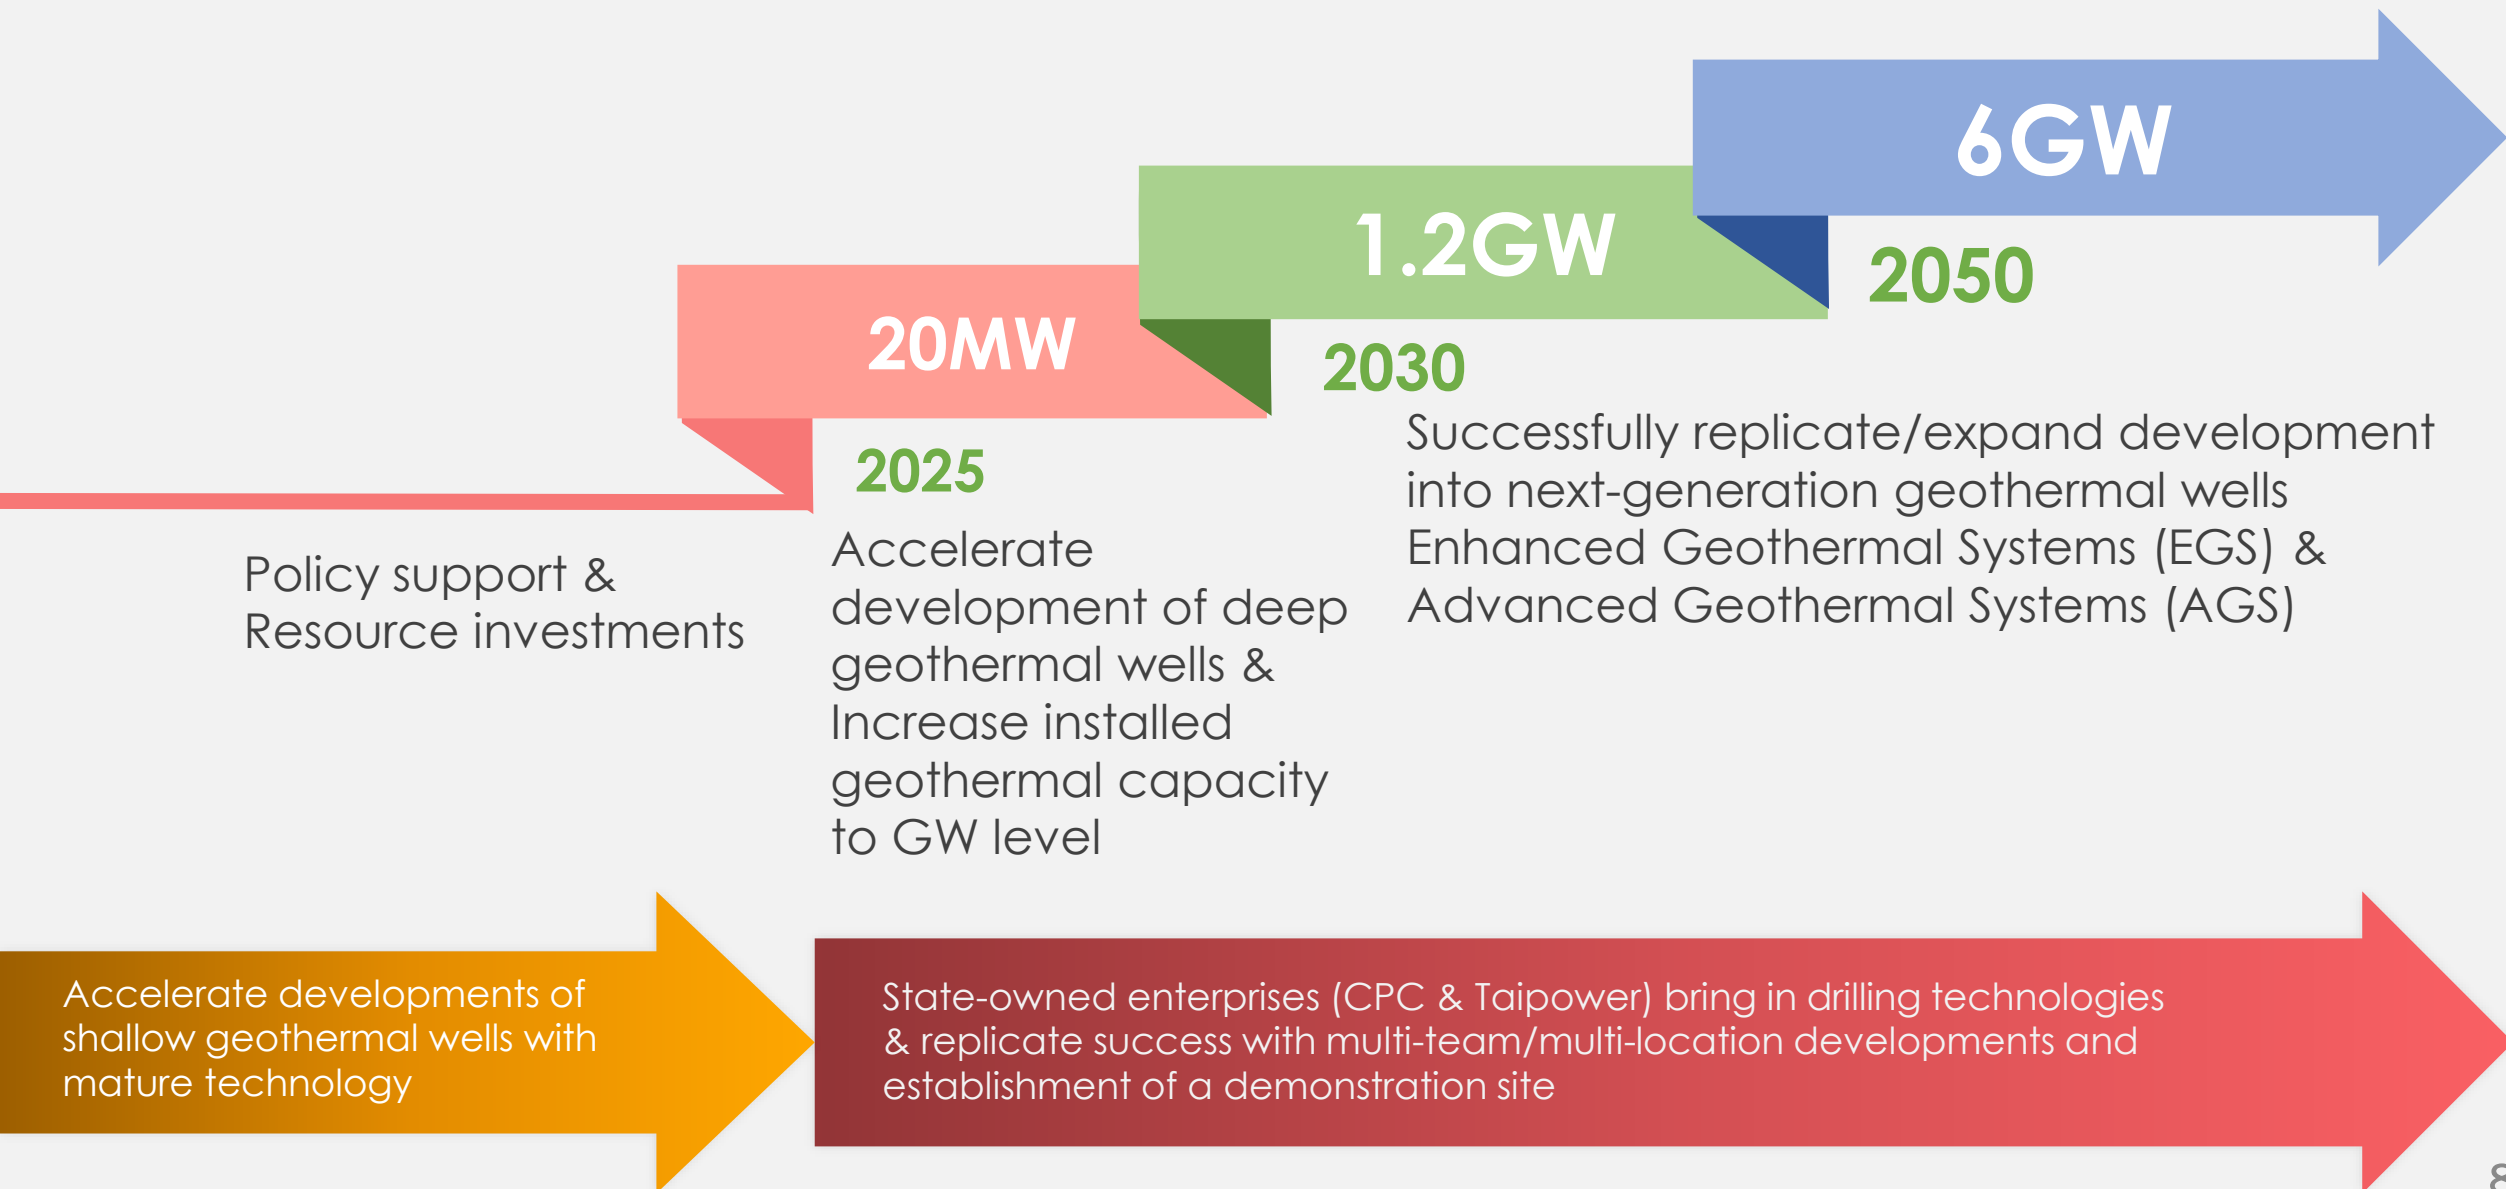 6GW
1.2GW
2050
20MW
2030
2025
Policy support &
Resource investments
Accelerate
development of deep
geothermal wells &
Increase installed
geothermal capacity
to GW level
Successfully replicate/expand development
into next-generation geothermal wells
Enhanced Geothermal Systems (EGS) &
Advanced Geothermal Systems (AGS)
Accelerate developments of
shallow geothermal wells with
mature technology
State-owned enterprises (CPC & Taipower) bring in drilling technologies
& replicate success with multi-team/multi-location developments and
establishment of a demonstration site